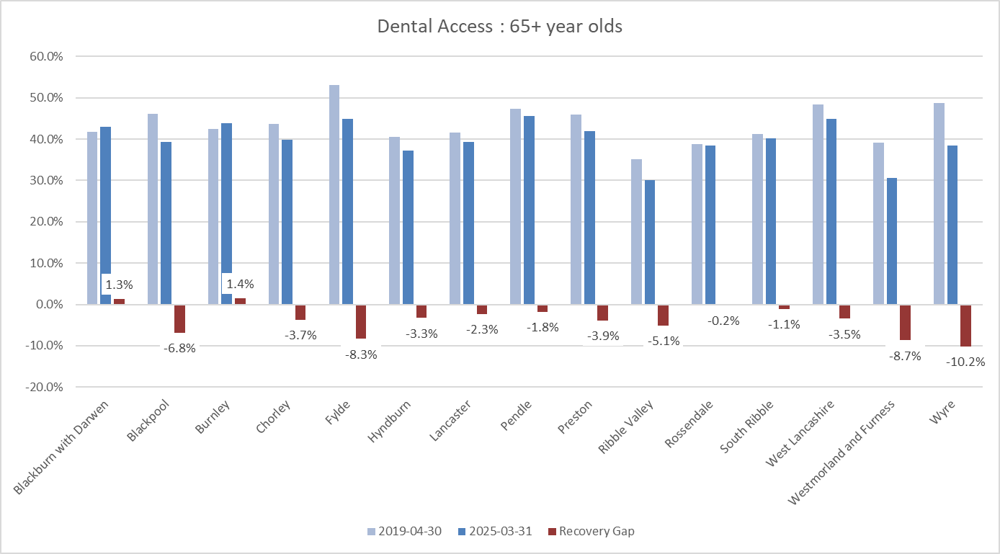 Dental Access : 65+ year olds
60.0%
50.0%
40.0%
30.0%
20.0%
10.0%
0.0%
-10.0%
-20.0%
1.3%
-6.8%
1.4%
-3.7%
-8.3%
-3.3%
-2.3%
-1.8%
-3.9%
-5.1%
-0.2%
-1.1%
-3.5%
-8.7%
-10.2%
Blackburn with Darwen
Blackpool
Burnley
Chorley
Fylde
Hyndburn
Lancaster
Pendle
Preston
Ribble Valley
Rossendale
South Ribble
West Lancashire
Westmorland and Furness
Wyre
2019-04-30
2025-03-31
Recovery Gap